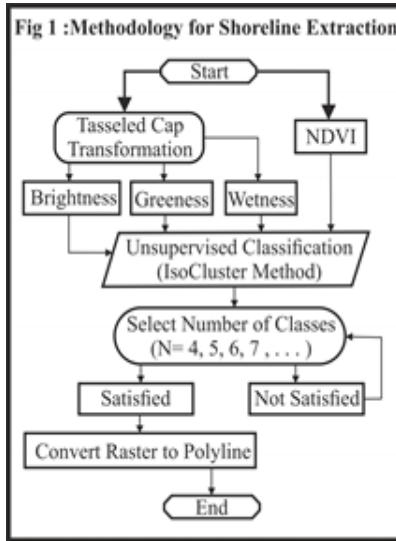 Fig 1 :Methodology for Shoreline Extraction
Start
Tasseled Cap
Transformation
NDVI
Brightness
Greeness
Wetness
Unsupervised Classification
(IsoCluster Method)
Select Number of Classes
(N= 4, 5, 6, 7 , . . . )
Satisfied
Not Satisfied
Convert Raster to Polyline
End